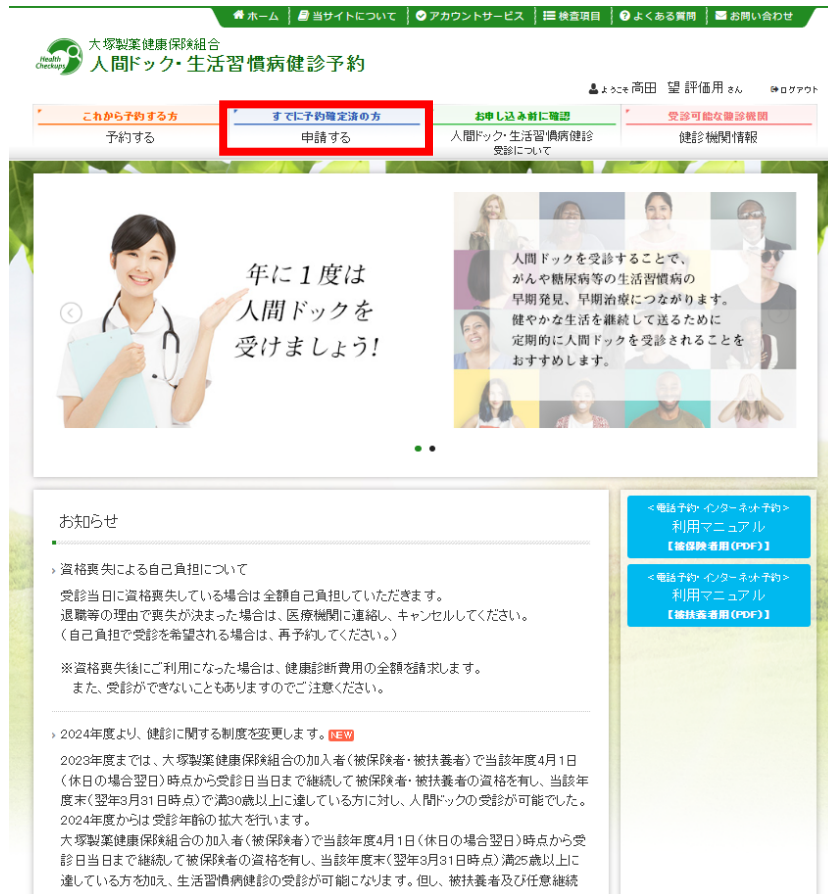 ホーム 当サイトについて アカウントサービス 検査項目 よくある質問 お問い合わせ
Health Checkups
大塚製薬健康保険組合
人間ドック・生活習慣病健診予約
ようこそ 高田 望 評価用 さん ログアウト
これから予約する方 すでに予約確定済の方 お申し込み前に確認 受診可能な健診機関
予約する 申請する 人間ドック・生活習慣病健診 健診機関情報
受診について
年に1度は
人間ドックを
受けましょう!
人間ドックを受診することで、
がんや糖尿病等の生活習慣病の
早期発見、早期治療につながります。
健やかな生活を継続して送るために
定期的に人間ドックを受診されることを
おすすめします。
お知らせ
資格喪失による自己負担について
受診当日に資格喪失している場合は全額自己負担していただきます。
退職等の理由で喪失が決まった場合は、医療機関に連絡し、キャンセルしてください。
(自己負担で受診を希望される場合は、再予約してください。)
※資格喪失後にご利用になった場合は、健康診断費用の全額を請求します。
また、受診ができないこともありますのでご注意ください。
2024年度より、健診に関する制度を変更します。 NEW
2023年度までは、大塚製薬健康保険組合の加入者(被保険者・被扶養者)で当該年度4月1日
(休日の場合翌日)時点から受診日当日まで継続して被保険者・被扶養者の資格を有し、当該年
度末(翌年3月31日時点)で満30歳以上に達している方に対し、人間ドックの受診が可能でした。
2024年度からは受診年齢の拡大を行います。
大塚製薬健康保険組合の加入者(被保険者)で当該年度4月1日(休日の場合翌日)時点から受
診日当日まで継続して被保険者の資格を有し、当該年度末(翌年3月31日時点)満25歳以上に
達している方を加え、生活習慣病健診の受診が可能になります。但し、被扶養者及び任意継続
<電話予約・インターネット予約>
利用マニュアル
【被保険者用(PDF)】
<電話予約・インターネット予約>
利用マニュアル
【被扶養者用(PDF)】